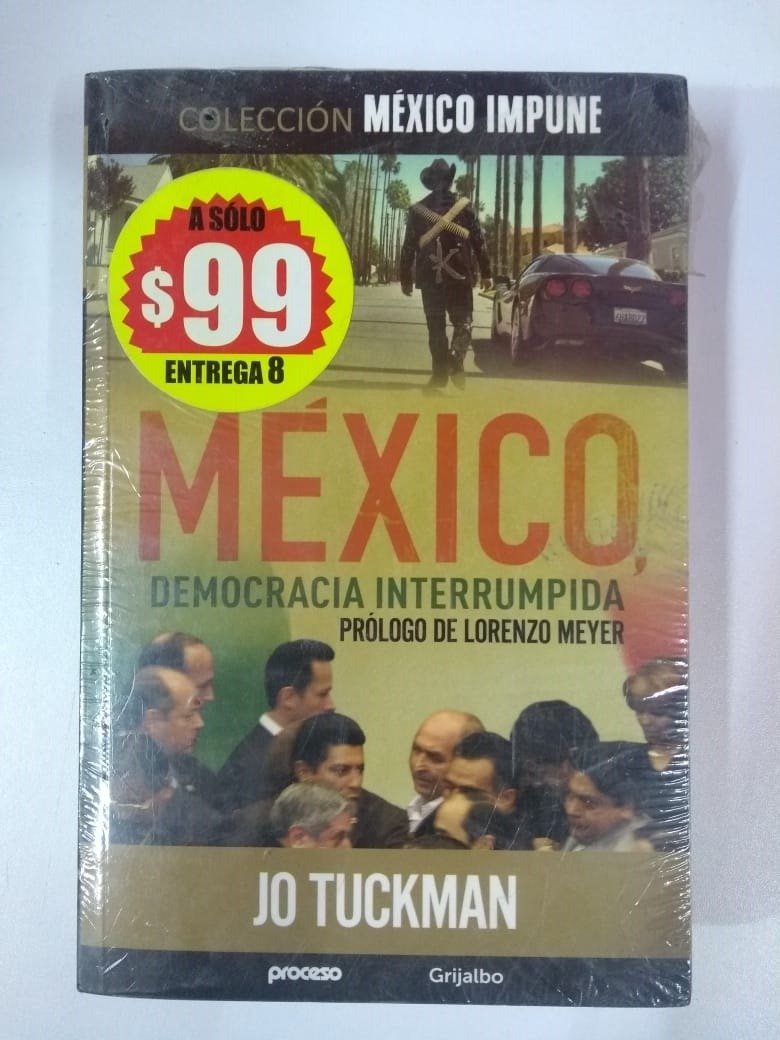 COLECCIÓN MÉXICO IMPUNE
A SÓLO
$99
ENTREGA 8
MÉXICO,
DEMOCRACIA INTERRUMPIDA
PRÓLOGO DE LORENZO MEYER
JO TUCKMAN
proceso Grijalbo